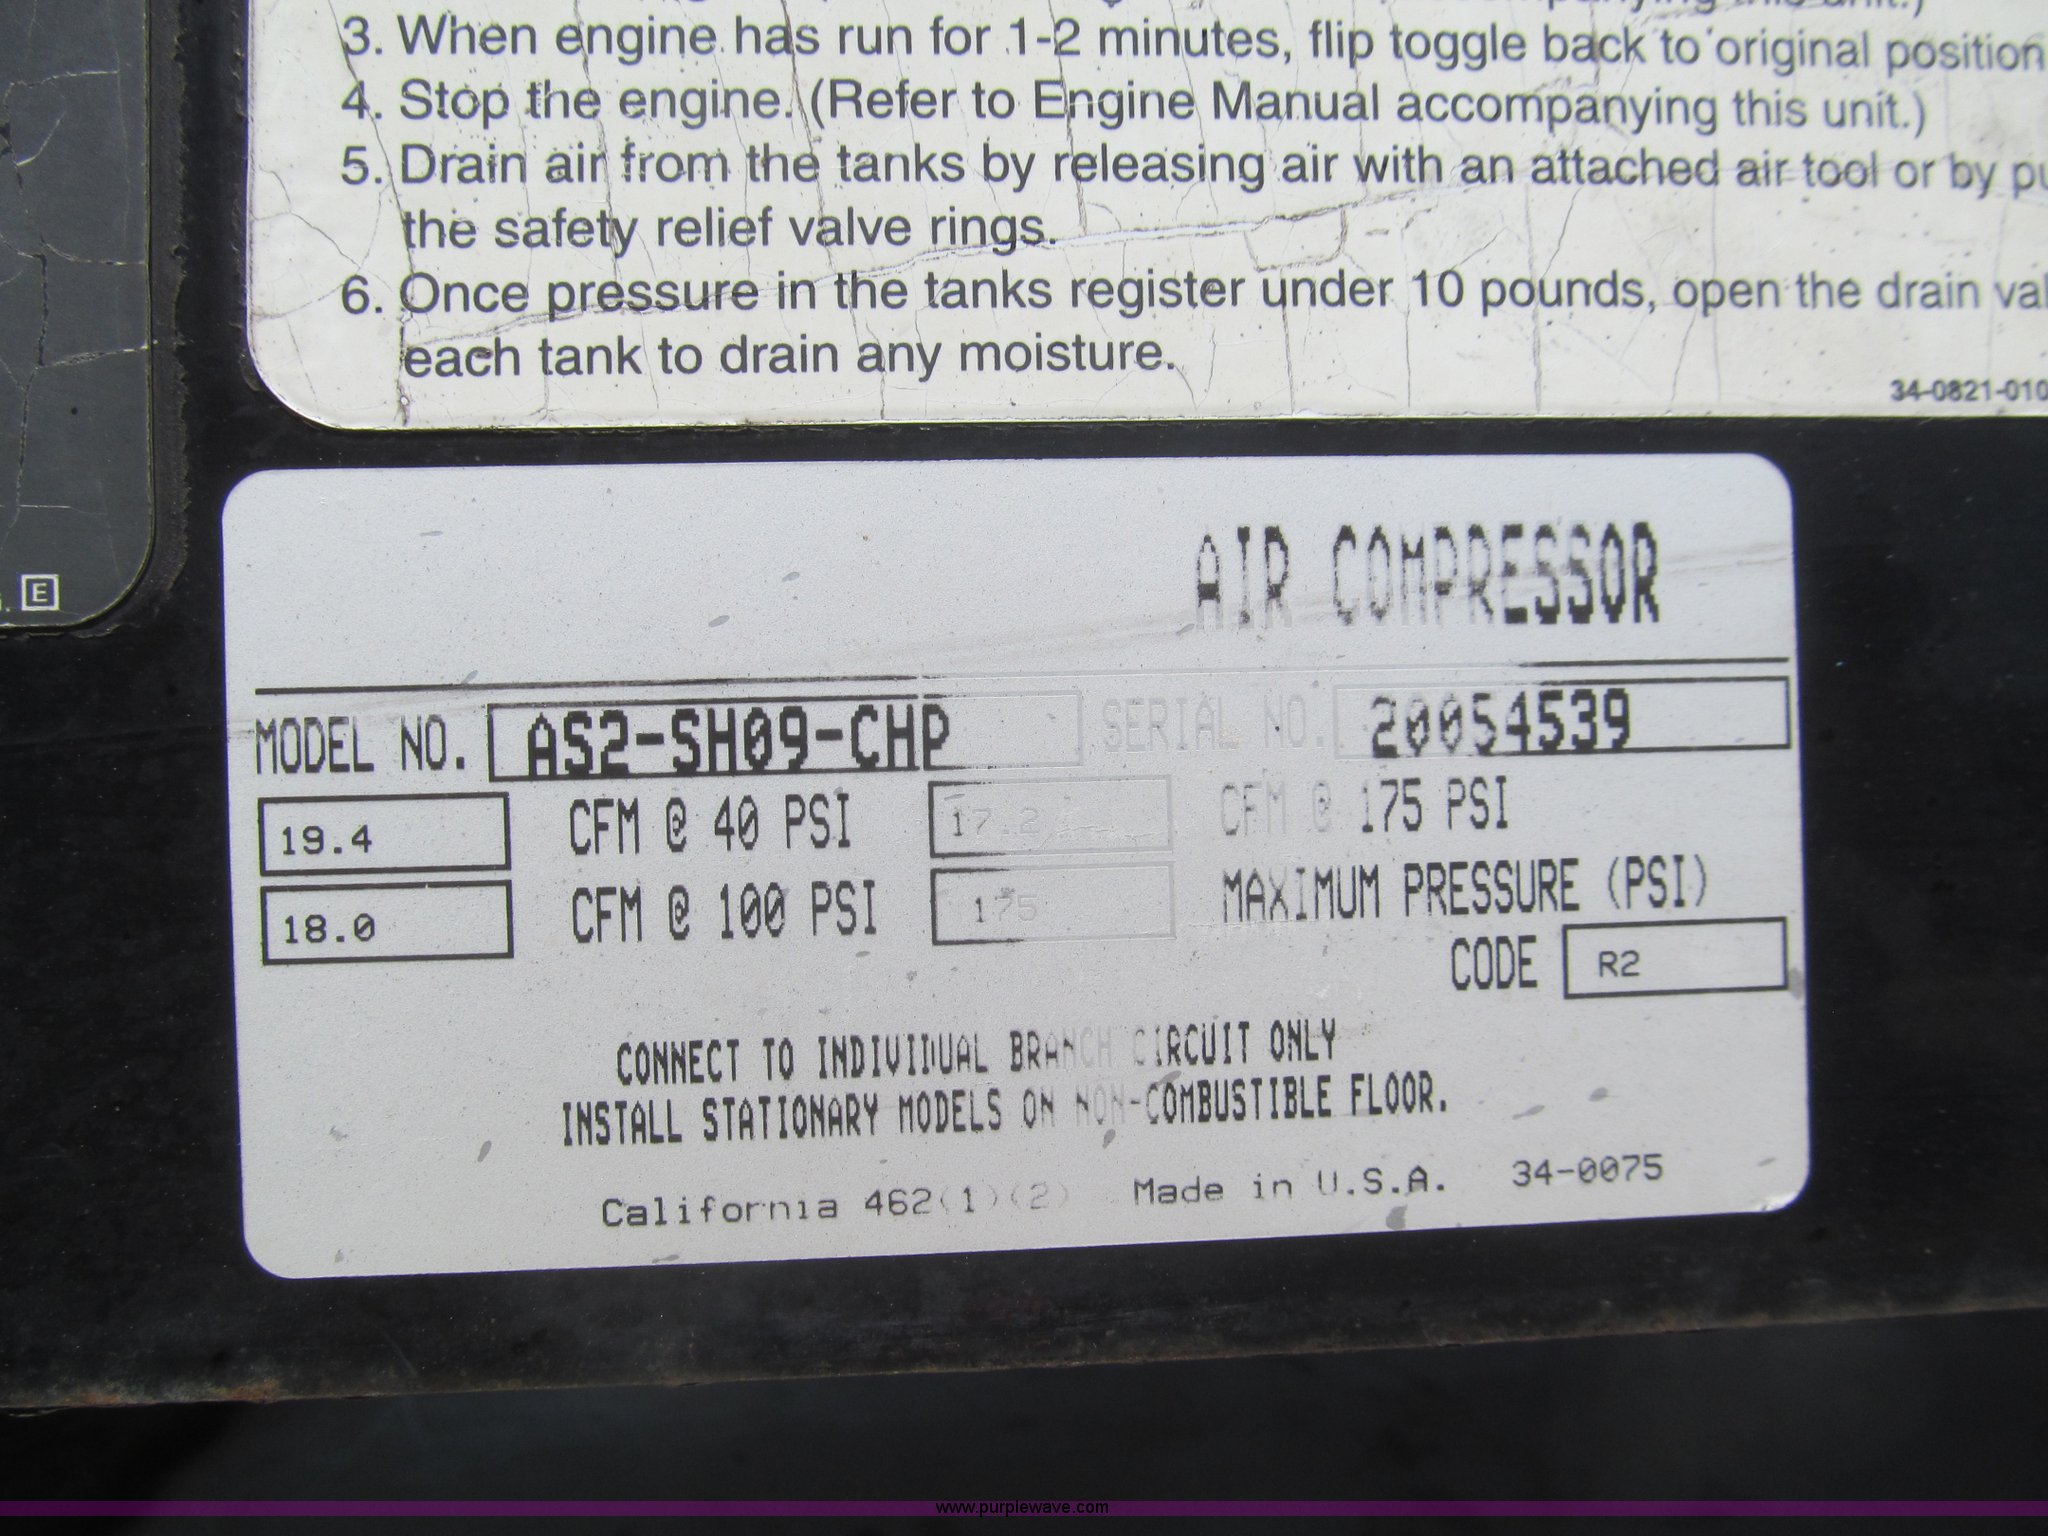 3. When engine has run for 1-2 minutes, flip toggle back to original position
4. Stop the engine. (Refer to Engine Manual accompanying this unit.)
5. Drain air from the tanks by releasing air with an attached air tool or by pu
the safety relief valve rings.
6. Once pressure in the tanks register under 10 pounds, open the drain val
each tank to drain any moisture.
34-0821-010
E
AIR COMPRESSOR
MODEL NO. AS2-SH09-CHP SERIAL NO. 20054539
19.4 CFM @ 40 PSI 17.2 CFM @ 175 PSI
18.0 CFM @ 100 PSI 175 MAXIMUM PRESSURE (PSI)
CODE R2
CONNECT TO INDIVIDUAL BRANCH CIRCUIT ONLY
INSTALL STATIONARY MODELS ON NON-COMBUSTIBLE FLOOR.
California 462(1)(2) Made in U.S.A. 34-0075
www.purplewave.com